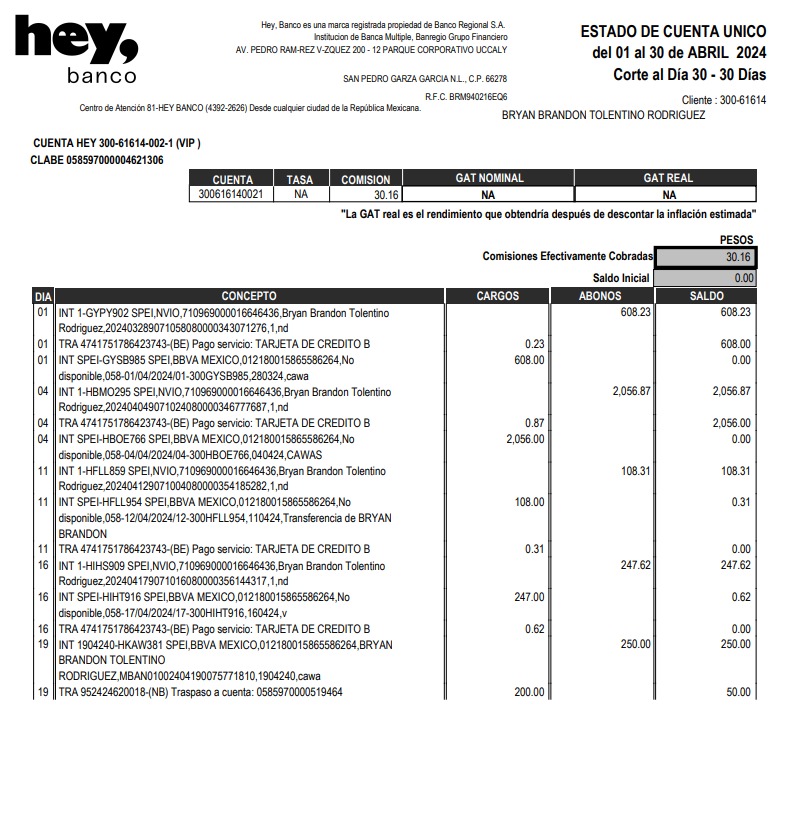 hey,
banco
Hey, Banco es una marca registrada propiedad de Banco Regional S.A.
Institucion de Banca Multiple, Banregio Grupo Financiero
AV. PEDRO RAM-REZ V-ZQUEZ 200 - 12 PARQUE CORPORATIVO UCCALY
SAN PEDRO GARZA GARCIA N.L., C.P. 66278
R.F.C. BRM940216EQ6
Centro de Atención 81-HEY BANCO (4392-2626) Desde cualquier ciudad de la República Mexicana.
ESTADO DE CUENTA UNICO
del 01 al 30 de ABRIL 2024
Corte al Día 30 - 30 Días
Cliente : 300-61614
BRYAN BRANDON TOLENTINO RODRIGUEZ
CUENTA HEY 300-61614-002-1 (VIP )
CLABE 058597000004621306
CUENTA TASA COMISION GAT NOMINAL GAT REAL
300616140021 NA 30.16 NA NA
"La GAT real es el rendimiento que obtendría después de descontar la inflación estimada"
PESOS
Comisiones Efectivamente Cobradas 30.16
Saldo Inicial 0.00
DIA CONCEPTO CARGOS ABONOS SALDO
01 INT 1-GYPY902 SPEI,NVIO,710969000016646436,Bryan Brandon Tolentino 608.23 608.23
Rodriguez,20240328907105808000034307​1276,1,nd
01 TRA 4741751786423743-(BE) Pago servicio: TARJETA DE CREDITO B 0.23 608.00
01 INT SPEI-GYSB985 SPEI,BBVA MEXICO,012180015865586264,No 608.00 0.00
disponible,058-01/04/2024/01-300GYSB985,280324,cawa
04 INT 1-HBMO295 SPEI,NVIO,710969000016646436,Bryan Brandon Tolentino 2,056.87 2,056.87
Rodriguez,2024040490710240800003​46777687,1,nd
04 TRA 4741751786423743-(BE) Pago servicio: TARJETA DE CREDITO B 0.87 2,056.00
04 INT SPEI-HBOE766 SPEI,BBVA MEXICO,012180015865586264,No 2,056.00 0.00
disponible,058-04/04/2024/04-300HBOE766,040424,CAWAS
11 INT 1-HFLL859 SPEI,NVIO,710969000016646436,Bryan Brandon Tolentino 108.31 108.31
Rodriguez,20240412907100408000035​4185282,1,nd
11 INT SPEI-HFLL954 SPEI,BBVA MEXICO,012180015865586264,No 108.00 0.31
disponible,058-12/04/2024/12-300HFLL954,110424,Transferencia de BRYAN
BRANDON
11 TRA 4741751786423743-(BE) Pago servicio: TARJETA DE CREDITO B 0.31 0.00
16 INT 1-HIHS909 SPEI,NVIO,710969000016646436,Bryan Brandon Tolentino 247.62 247.62
Rodriguez,20240417907101608000035​6144317,1,nd
16 INT SPEI-HIHT916 SPEI,BBVA MEXICO,012180015865586264,No 247.00 0.62
disponible,058-17/04/2024/17-300HIHT916,160424,v
16 TRA 4741751786423743-(BE) Pago servicio: TARJETA DE CREDITO B 0.62 0.00
19 INT 1904240-HKAW381 SPEI,BBVA MEXICO,012180015865586264,BRYAN 250.00 250.00
BRANDON TOLENTINO
RODRIGUEZ,MBAN01002404190075771810,1904240,cawa
19 TRA 952424620018-(NB) Traspaso a cuenta: 0585970000519464 200.00 50.00